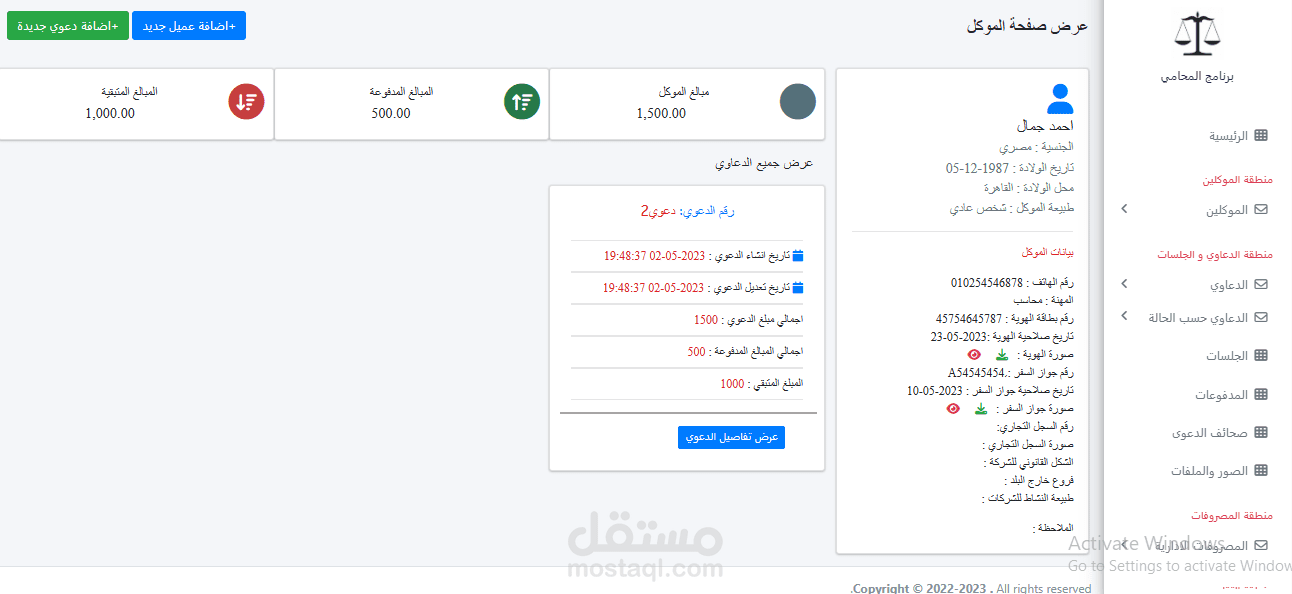 برنامج المحامي
الرئيسية
منطقة الموكلين
الموكلين
منطقة الدعاوي و الجلسات
الدعاوي
الدعاوي حسب الحالة
الجلسات
المدفوعات
صحائف الدعوى
الصور والملفات
منطقة المصروفات
المصروفات الادارية
عرض صفحة الموكل
+اضافة عميل جديد
+اضافة دعوي جديدة
احمد جمال
الجنسية : مصري
تاريخ الولادة : 1987-12-05
محل الولادة : القاهرة
طبيعة الموكل : شخص عادي
بيانات الموكل
رقم الهاتف : 010254546878
المهنة : محاسب
رقم بطاقة الهوية : 45754645787
تاريخ صلاحية الهوية :2023-05-23
صورة الهوية :
رقم جواز السفر :.A54545454
تاريخ صلاحية جواز السفر : 2023-05-10
صورة جواز السفر :
رقم السجل التجاري:
صورة السجل التجاري :
الشكل القانوني للشركة :
فروع خارج البلد :
طبيعة النشاط للشركات :
الملاحظة :
مبالغ الموكل
1,500.00
المبالغ المدفوعة
500.00
المبالغ المتبقية
1,000.00
عرض جميع الدعاوي
رقم الدعوي: دعوي2
تاريخ انشاء الدعوي : 2023-05-02 19:48:37
تاريخ تعديل الدعوي : 2023-05-02 19:48:37
اجمالي مبلغ الدعوي : 1500
اجمالي المبالغ المدفوعة : 500
المبلغ المتبقي : 1000
عرض تفاصيل الدعوي
مستقل
mostaql.com
Activate Windows
Go to Settings to activate Window
.Copyright © 2022-2023 . All rights reserved